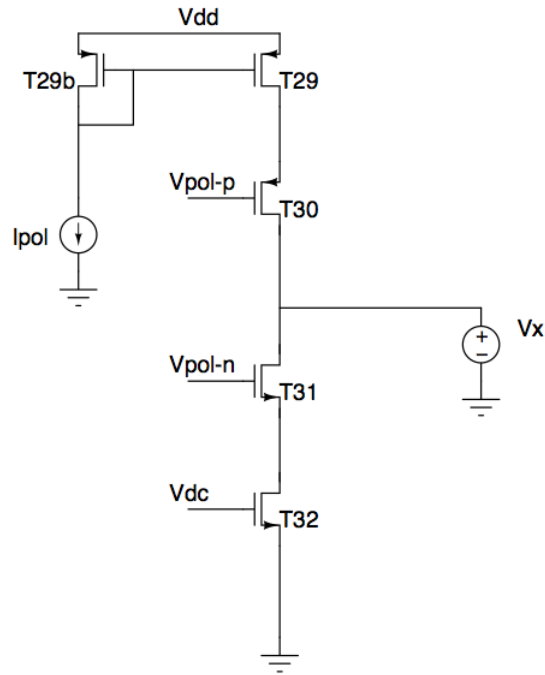 Vdd
T29b
T29
Vpol-p
T30
Ipol
+
−
Vx
Vpol-n
T31
Vdc
T32